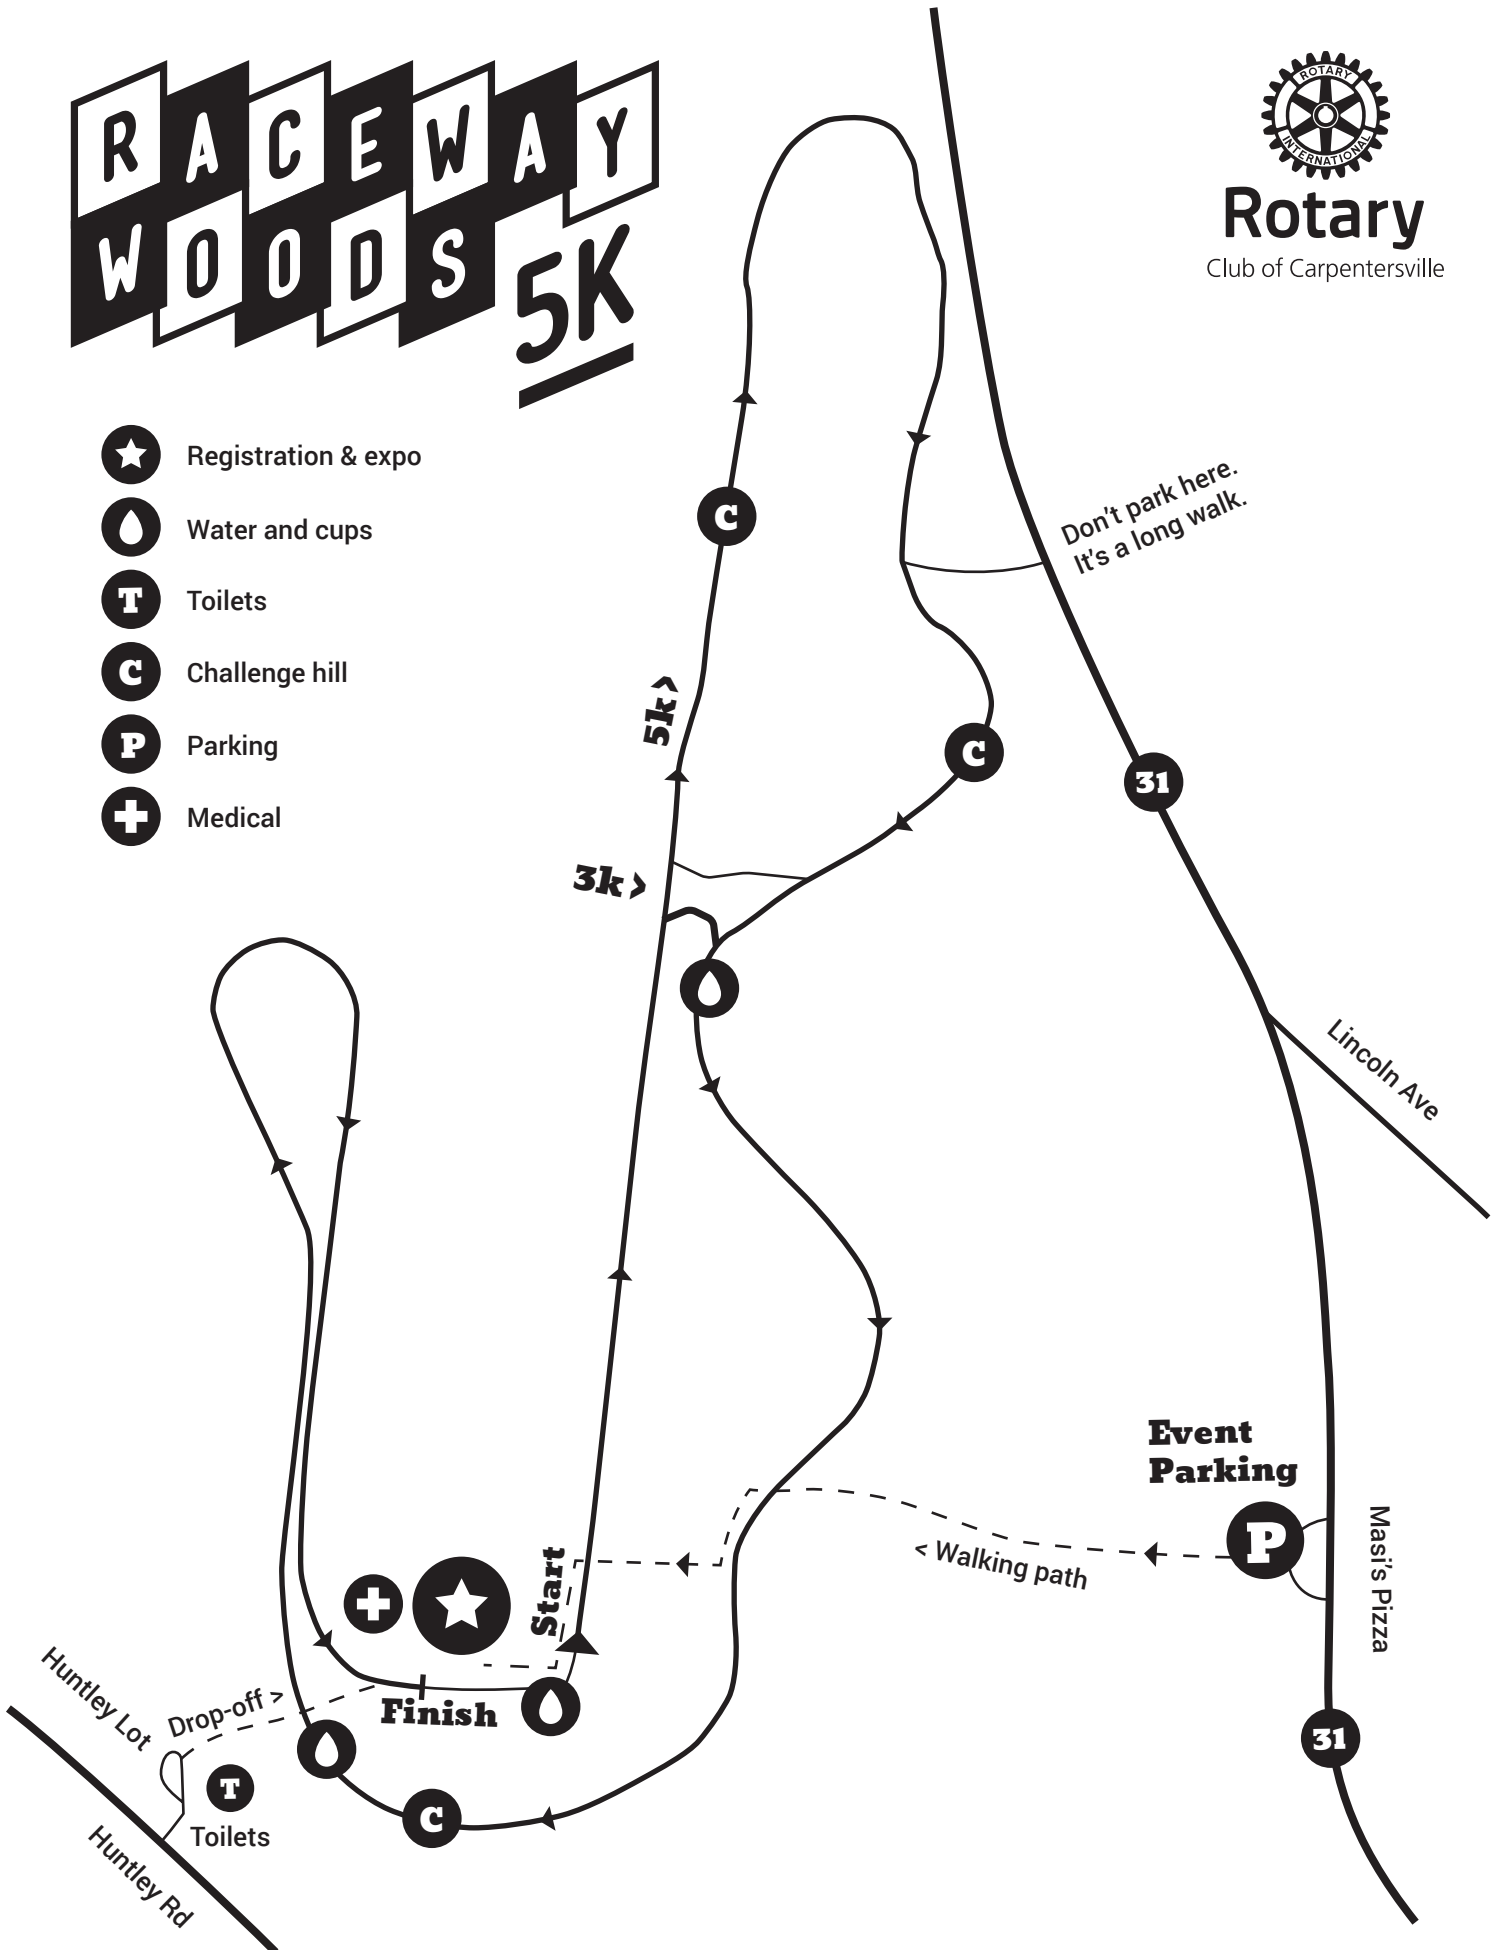 RACEWAY
WOODS
5K
ROTARY
INTERNATIONAL
Rotary
Club of Carpentersville
Registration & expo
Water and cups
T Toilets
C Challenge hill
P Parking
Medical
C
Don't park here.
It's a long walk.
5k >
C
31
3k >
Lincoln Ave
Event
Parking
P
Masi's Pizza
< Walking path
Start
Huntley Lot
Drop-off >
Finish
31
T
Toilets
C
Huntley Rd